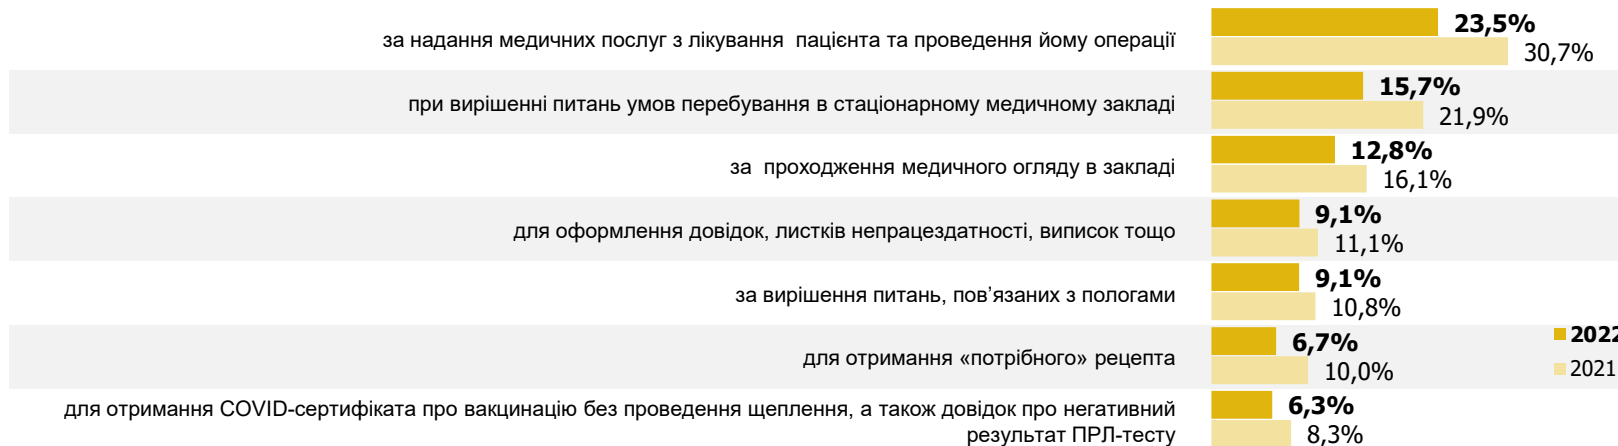 за надання медичних послуг з лікування пацієнта та проведення йому операції
23,5%
30,7%
при вирішенні питань умов перебування в стаціонарному медичному закладі
15,7%
21,9%
за проходження медичного огляду в закладі
12,8%
16,1%
для оформлення довідок, листків непрацездатності, виписок тощо
9,1%
11,1%
за вирішення питань, пов’язаних з пологами
9,1%
10,8%
для отримання «потрібного» рецепта
6,7%
10,0%
2022
2021
для отримання COVID-сертифіката про вакцинацію без проведення щеплення, а також довідок про негативний
результат ПРЛ-тесту
6,3%
8,3%